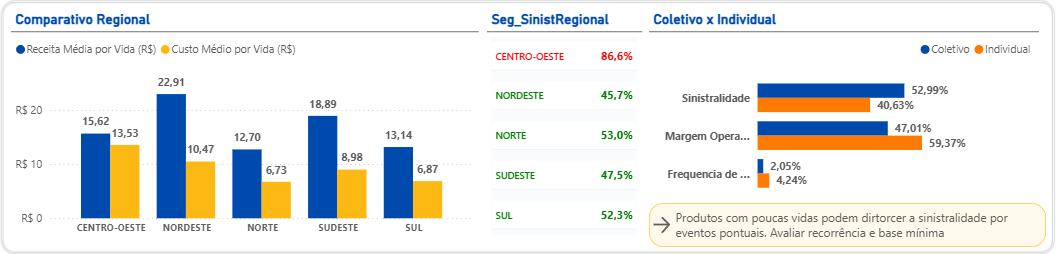 Comparativo Regional
Receita Média por Vida (R$) Custo Médio por Vida (R$)
R$ 20
R$ 10
R$ 0
15,62
13,53
22,91
10,47
12,70
6,73
18,89
8,98
13,14
6,87
CENTRO-OESTE NORDESTE NORTE SUDESTE SUL
Seg_SinistRegional
CENTRO-OESTE 86,6%
NORDESTE 45,7%
NORTE 53,0%
SUDESTE 47,5%
SUL 52,3%
Coletivo x Individual
Coletivo Individual
Sinistralidade
52,99%
40,63%
Margem Opera...
47,01%
59,37%
Frequencia de ...
2,05%
4,24%
Produtos com poucas vidas podem dirtorcer a sinistralidade por
eventos pontuais. Avaliar recorrência e base mínima